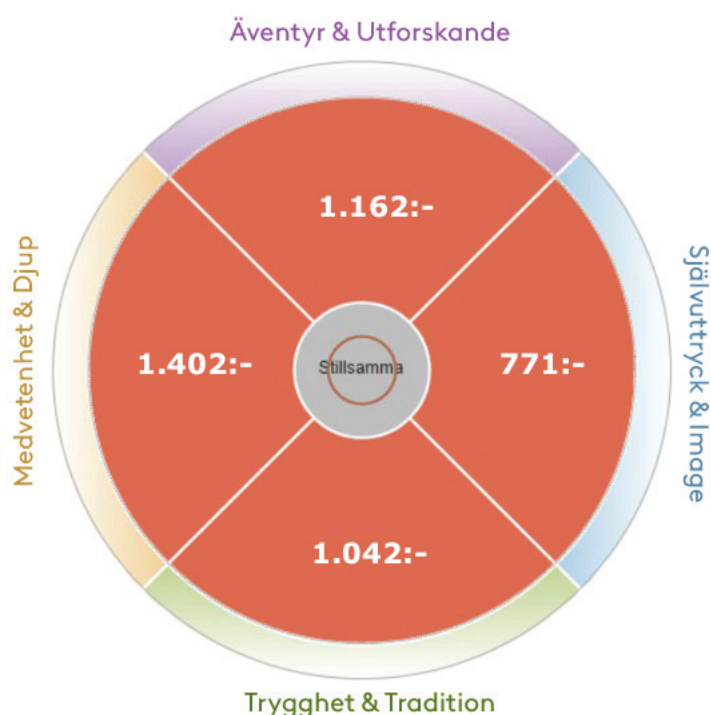 Äventyr & Utforskande
1.162:-
Medvetenhet & Djup
1.402:-
Stillsamma
771:-
Självuttryck & Image
1.042:-
Trygghet & Tradition